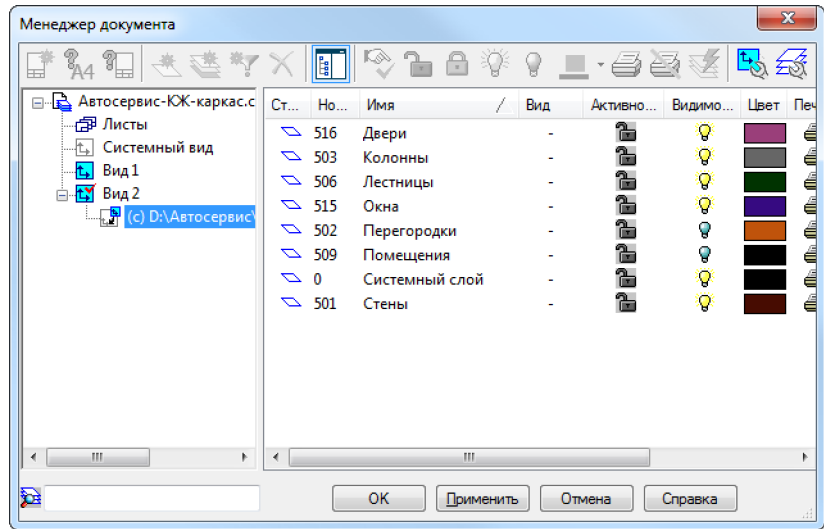 Менеджер документа
A4
Автосервис-КЖ-каркас.с
Листы
Системный вид
Вид 1
Вид 2
(с) D:\Автосервис\
Ст... Но... Имя Вид Активно... Видимо... Цвет Печ
516 Двери -
503 Колонны -
506 Лестницы -
515 Окна -
502 Перегородки -
509 Помещения -
0 Системный слой -
501 Стены -
OK Применить Отмена Справка